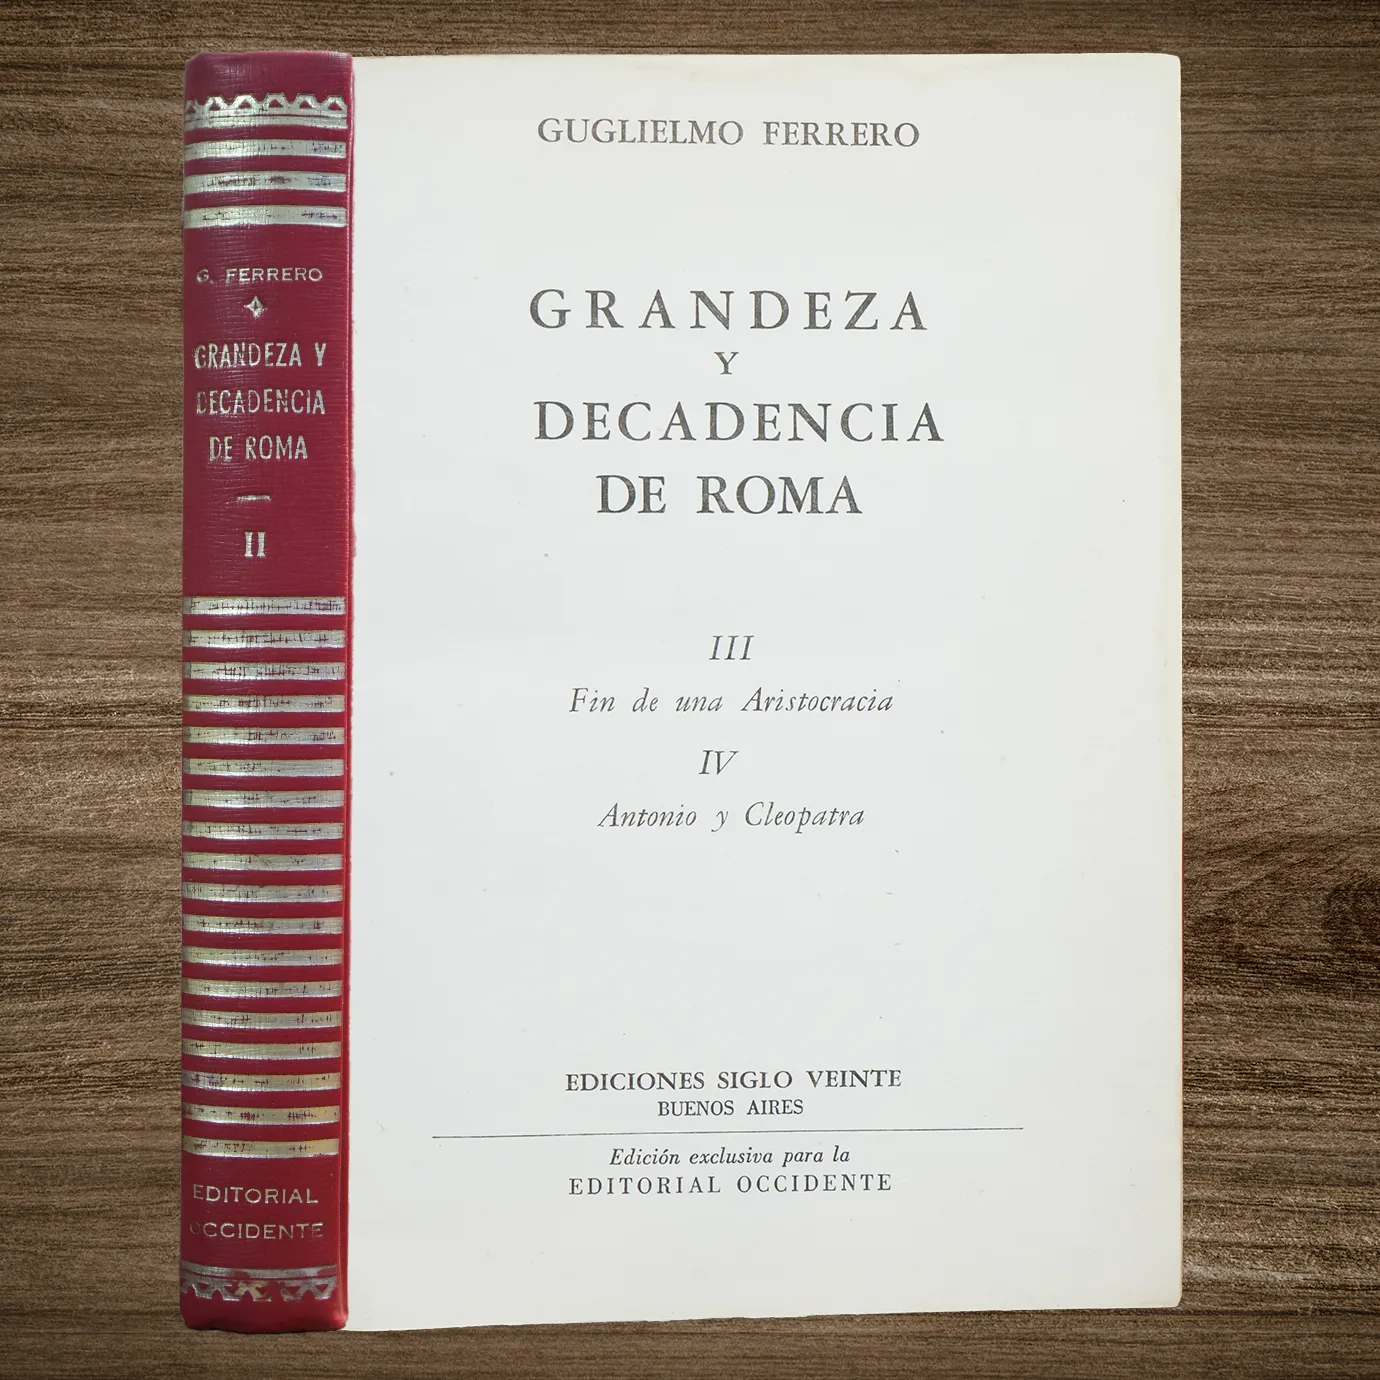 G. FERRERO
GRANDEZA Y
DECADENCIA
DE ROMA
II
EDITORIAL
OCCIDENTE
GUGLIELMO FERRERO
GRANDEZA
Y
DECADENCIA
DE ROMA
III
Fin de una Aristocracia
IV
Antonio y Cleopatra
EDICIONES SIGLO VEINTE
BUENOS AIRES
Edición exclusiva para la
EDITORIAL OCCIDENTE